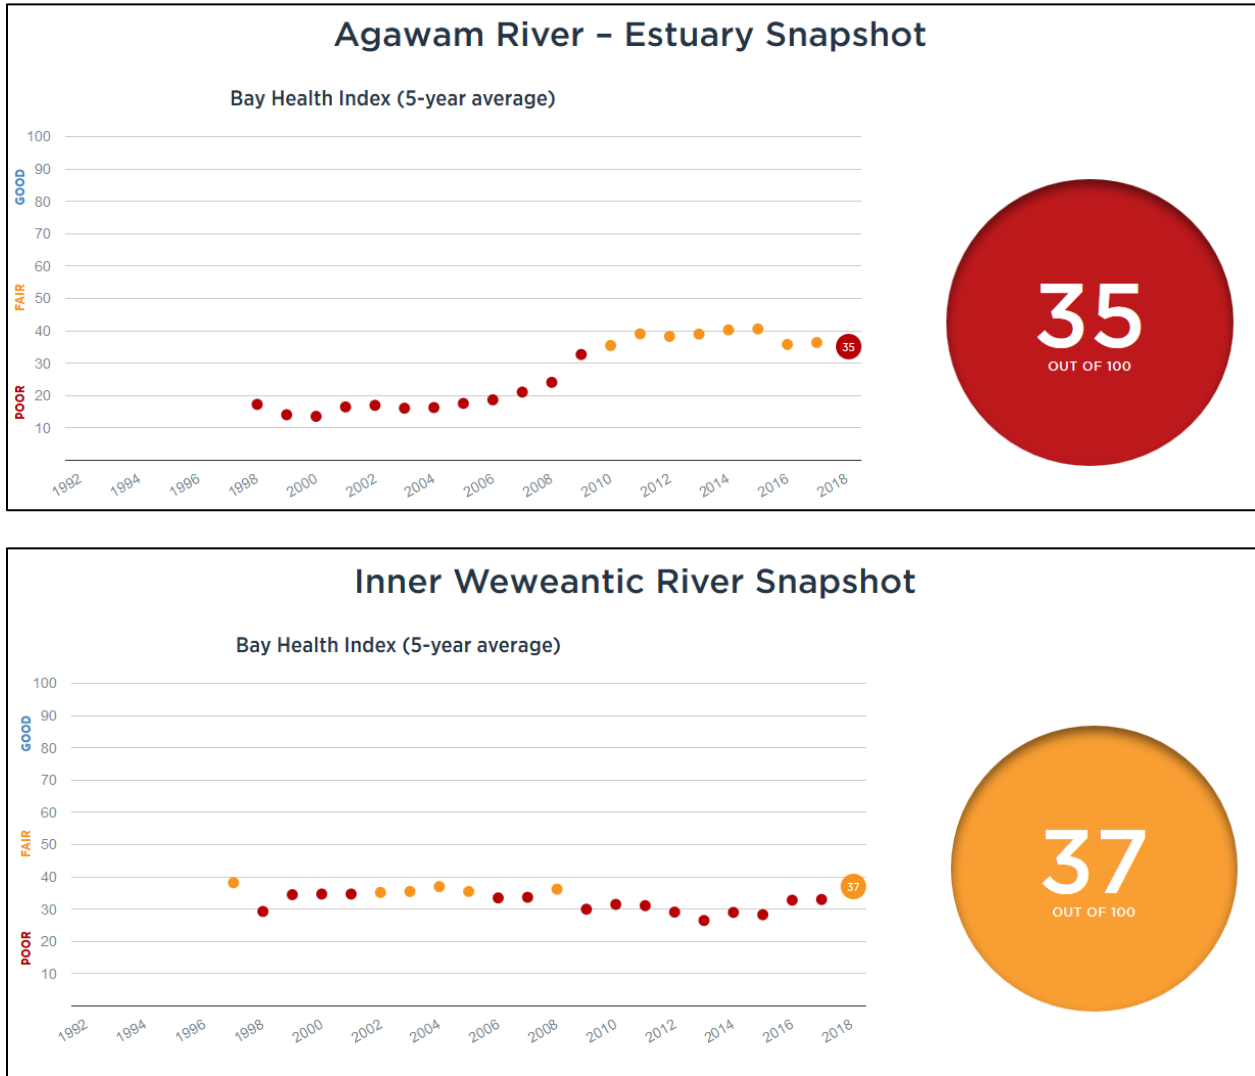 Agawam River – Estuary Snapshot
Bay Health Index (5-year average)
100
90
80
70
60
50
40
30
20
10
GOOD
FAIR
POOR
35
1992 1994 1996 1998 2000 2002 2004 2006 2008 2010 2012 2014 2016 2018
35
OUT OF 100
Inner Weweantic River Snapshot
Bay Health Index (5-year average)
100
90
80
70
60
50
40
30
20
10
GOOD
FAIR
POOR
37
1992 1994 1996 1998 2000 2002 2004 2006 2008 2010 2012 2014 2016 2018
37
OUT OF 100